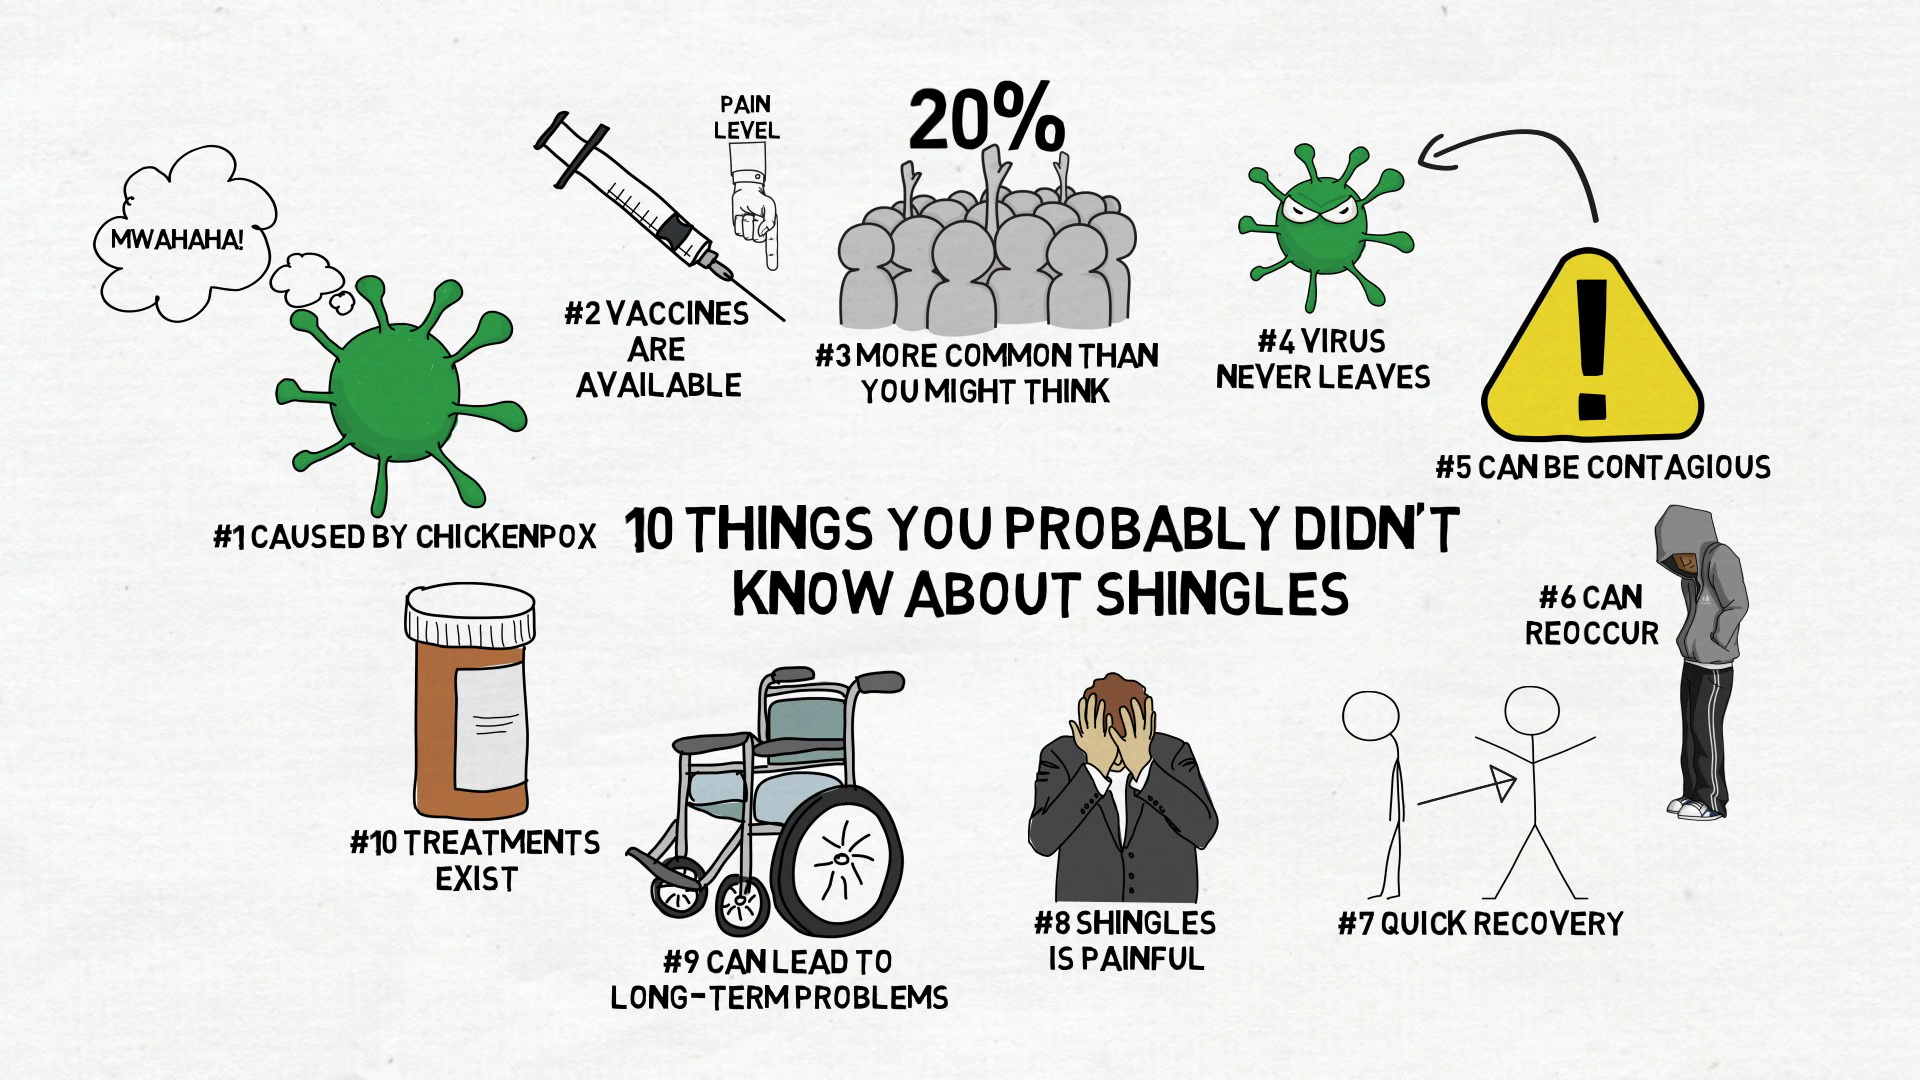 MWAHAHA!
#1 CAUSED BY CHICKENPOX
PAIN
LEVEL
#2 VACCINES
ARE
AVAILABLE
20%
#3 MORE COMMON THAN
YOU MIGHT THINK
#4 VIRUS
NEVER LEAVES
#5 CAN BE CONTAGIOUS
10 THINGS YOU PROBABLY DIDN'T
KNOW ABOUT SHINGLES
#6 CAN
REOCCUR
#7 QUICK RECOVERY
#8 SHINGLES
IS PAINFUL
#9 CAN LEAD TO
LONG-TERM PROBLEMS
#10 TREATMENTS
EXIST